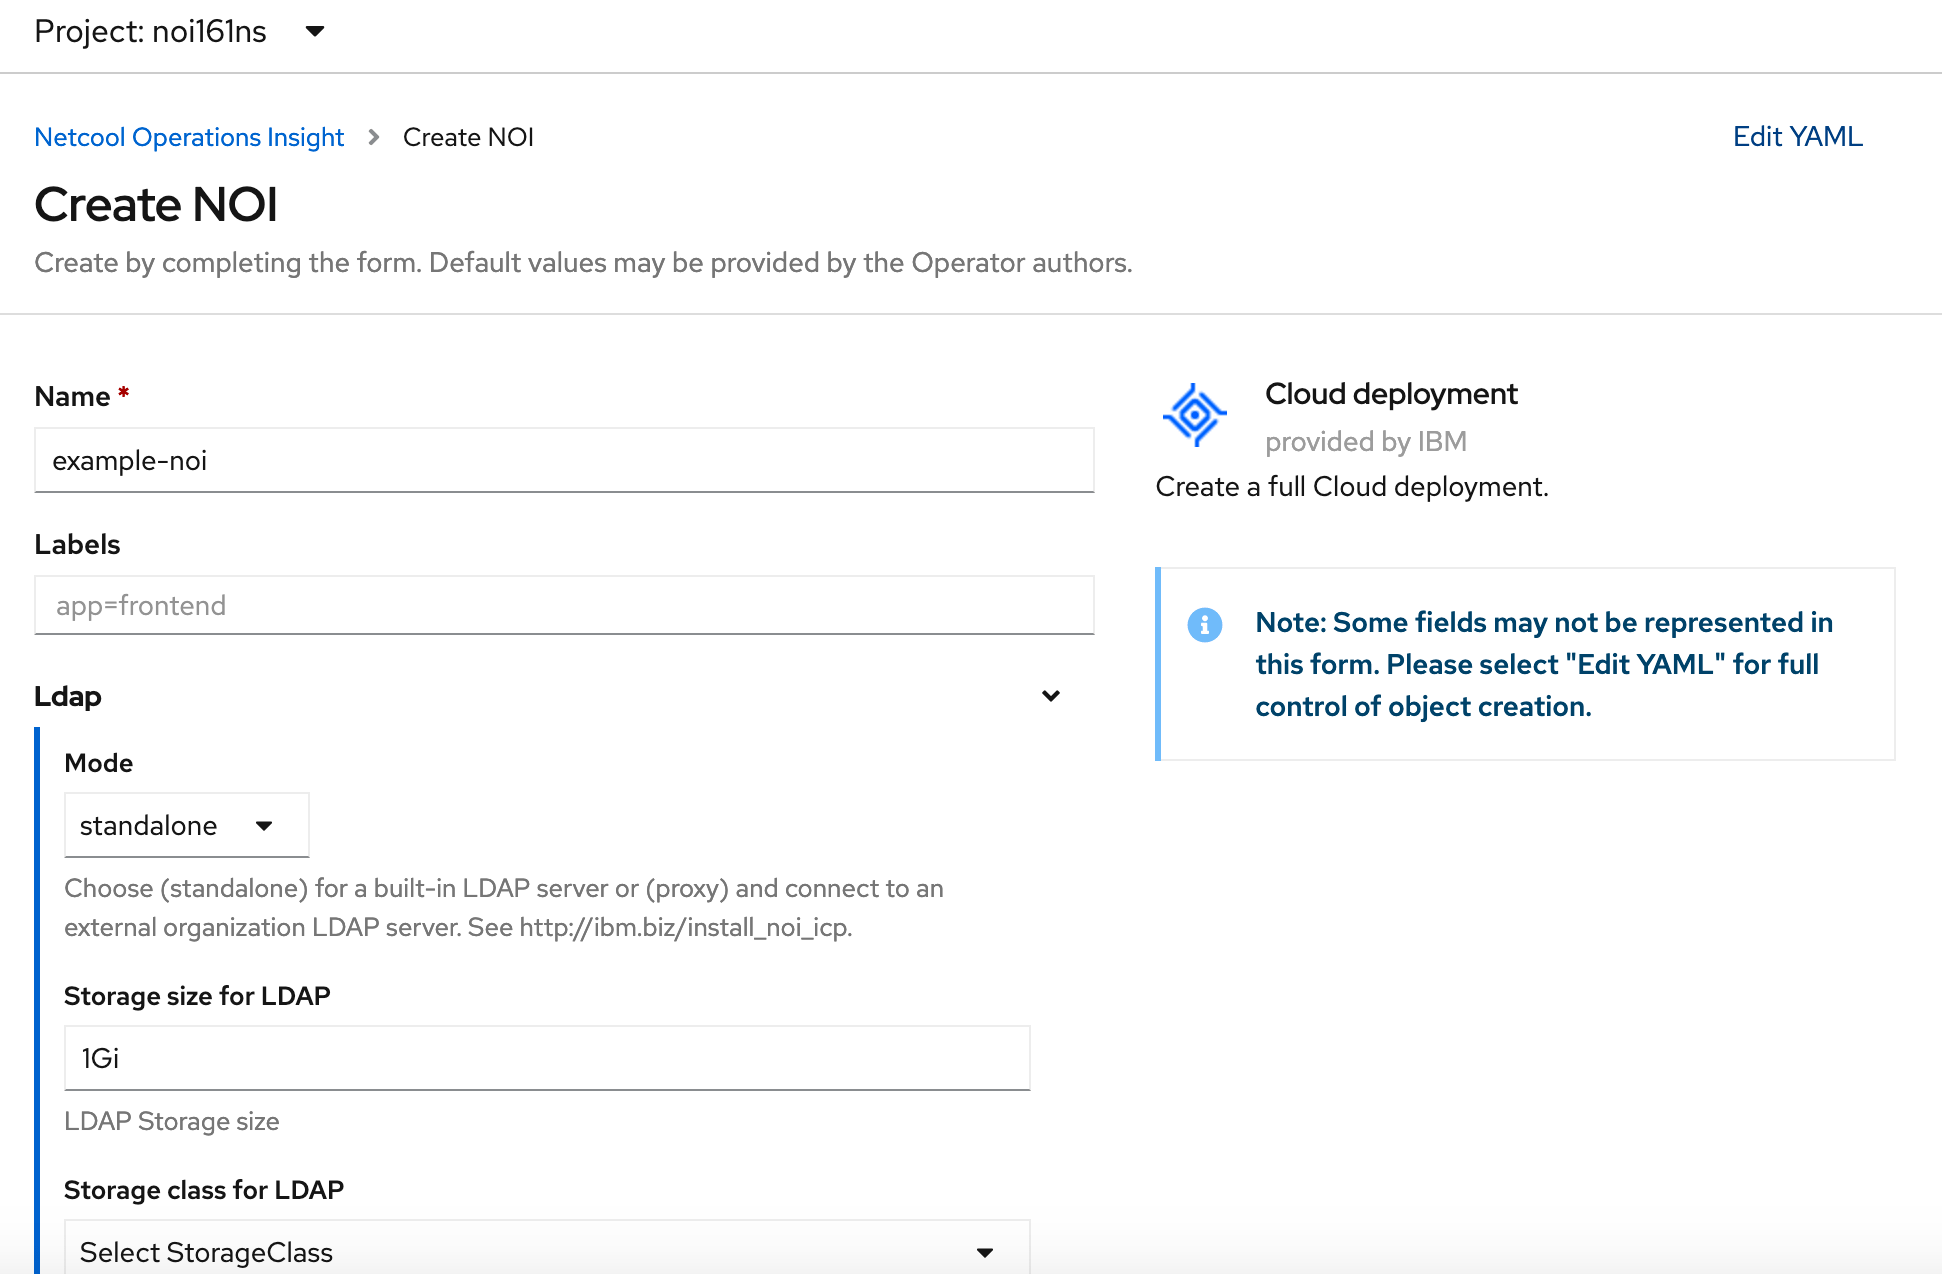 Project: noi161ns
Netcool Operations Insight > Create NOI
Edit YAML
Create NOI
Create by completing the form. Default values may be provided by the Operator authors.
Name *
example-noi
Labels
app=frontend
Ldap
Mode
standalone
Choose (standalone) for a built-in LDAP server or (proxy) and connect to an
external organization LDAP server. See http://ibm.biz/install_noi_icp.
Storage size for LDAP
1Gi
LDAP Storage size
Storage class for LDAP
Select StorageClass
Cloud deployment
provided by IBM
Create a full Cloud deployment.
Note: Some fields may not be represented in
this form. Please select "Edit YAML" for full
control of object creation.